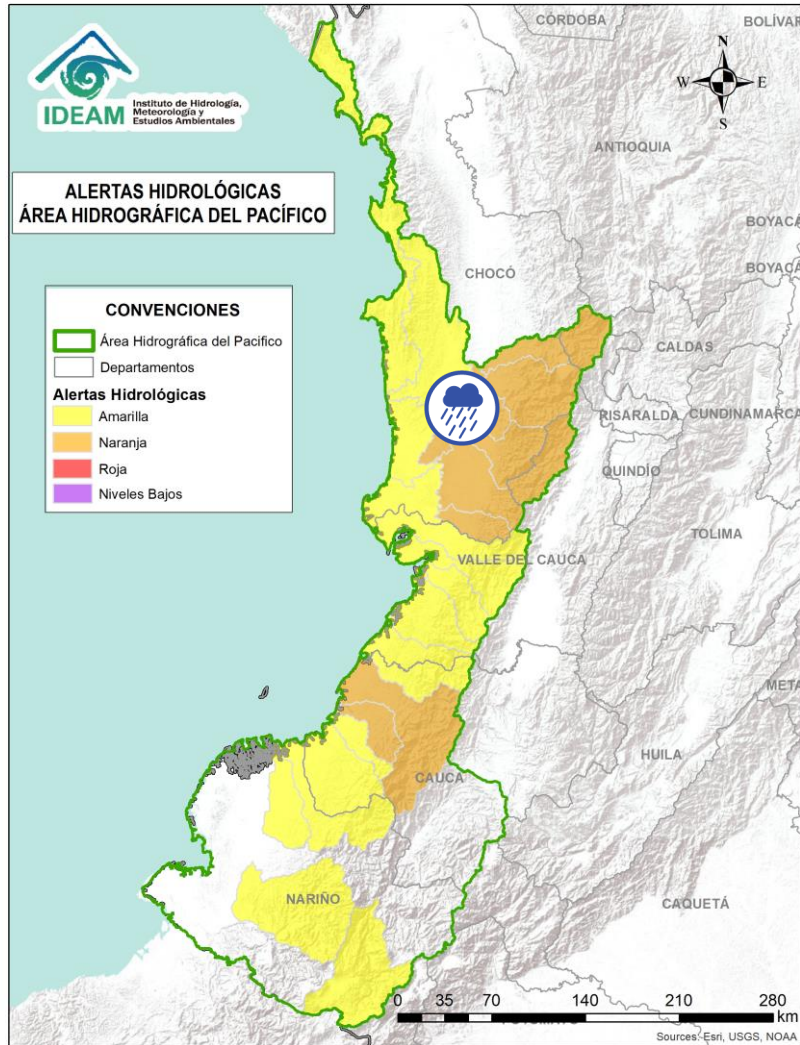 IDEAM
Instituto de Hidrología,
Meteorología y
Estudios Ambientales
ALERTAS HIDROLÓGICAS
ÁREA HIDROGRÁFICA DEL PACÍFICO
CONVENCIONES
Área Hidrográfica del Pacifico
Departamentos
Alertas Hidrológicas
Amarilla
Naranja
Roja
Niveles Bajos
CÓRDOBA
BOLÍVAR
N
W
E
S
ANTIOQUIA
BOYACÁ
CHOCÓ
BOYACÁ
CALDAS
RISARALDA
CUNDINAMARCA
QUINDÍO
TOLIMA
VALLE DEL CAUCA
META
HUILA
CAUCA
NARIÑO
CAQUETÁ
0 35 70 140 210 280
km
Sources: Esri, USGS, NOAA